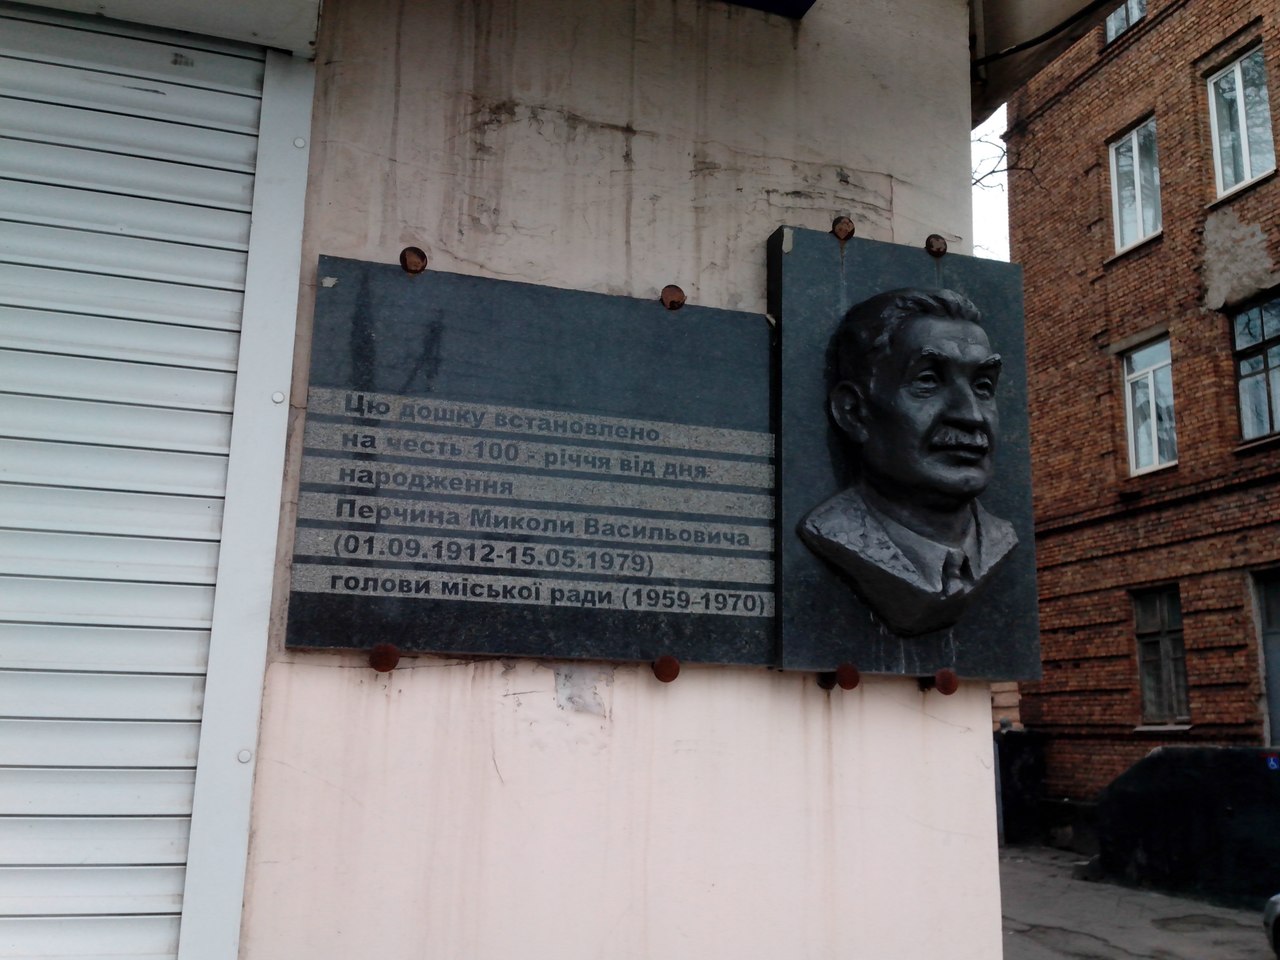 Цю дошку встановлено
на честь 100 - річчя від дня
народження
Перчина Миколи Васильовича
(01.09.1912-15.05.1979)
голови міської ради (1959-1970)